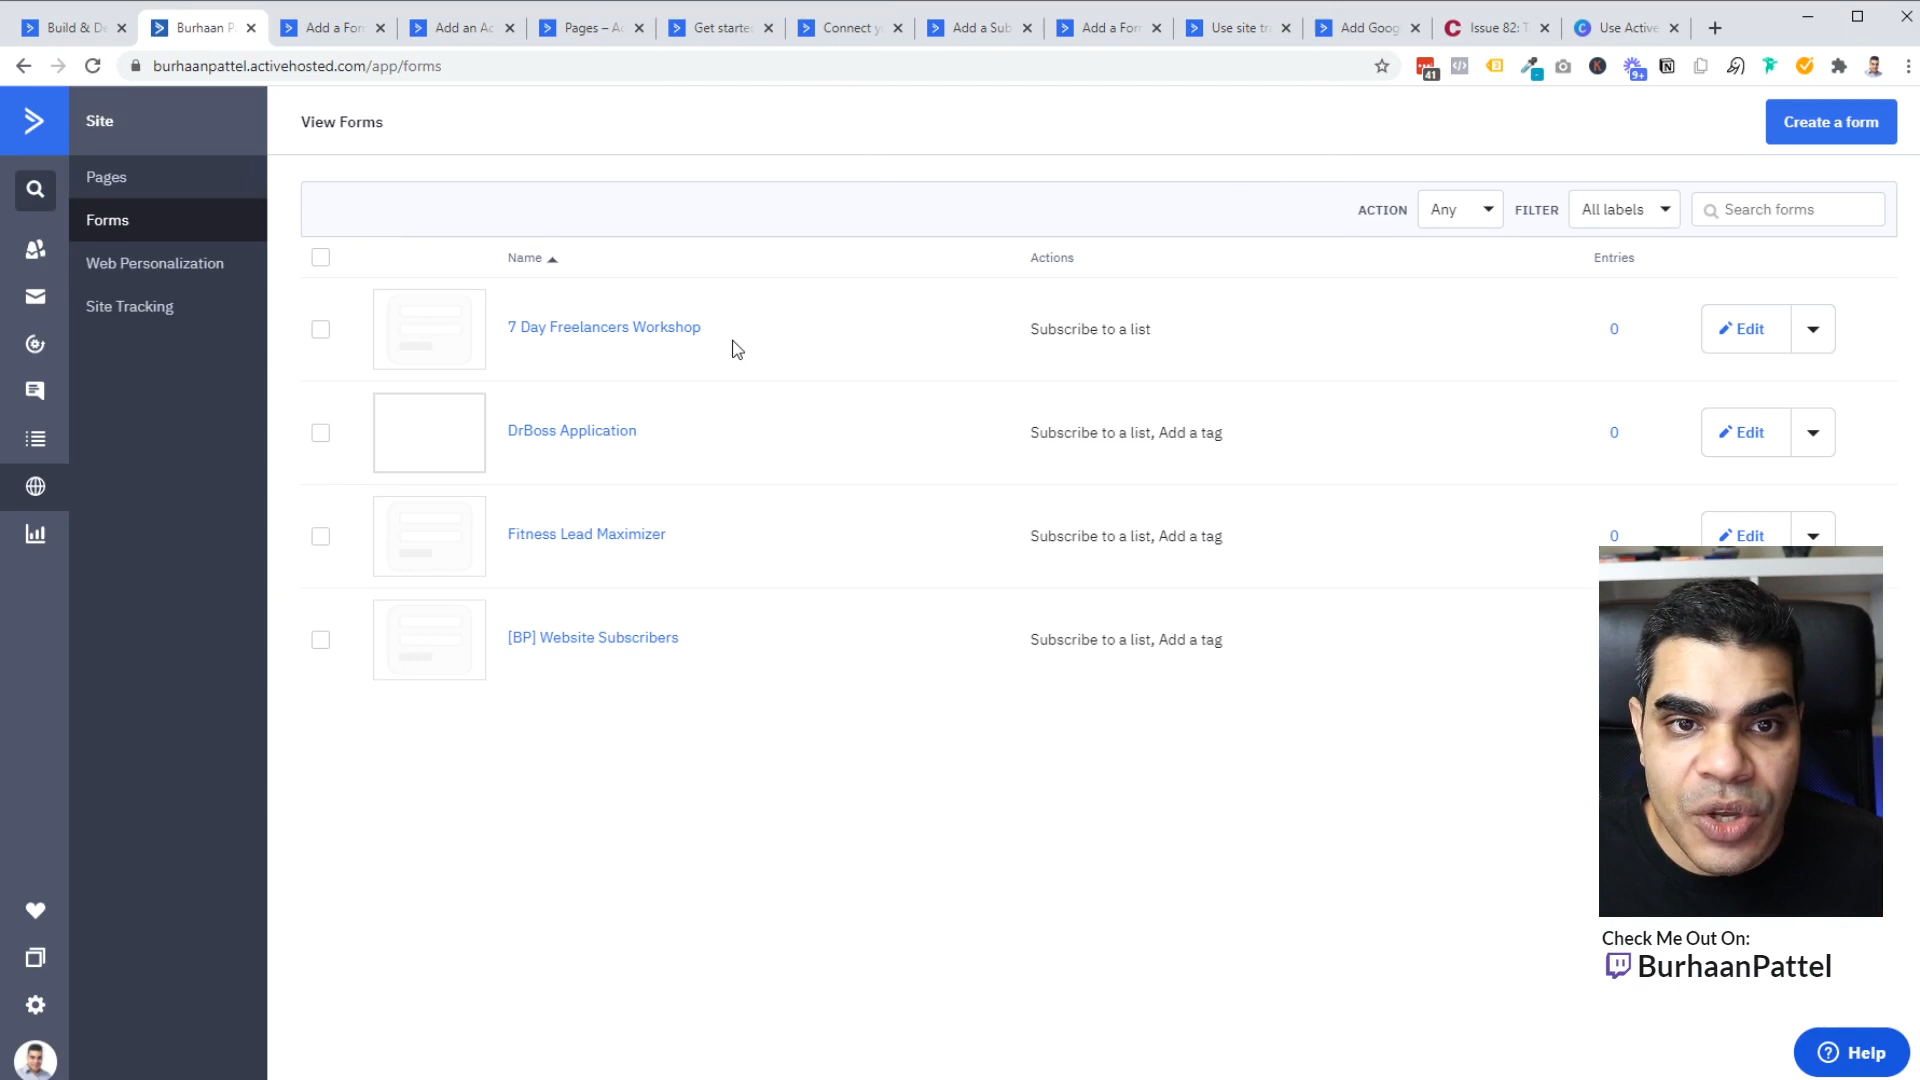 Build & De
Burhaan P
Add a For
Add an Ac
Pages – A
Get starte
Connect y
Add a Sub
Add a For
Use site tr
Add Goog
Issue 82: T
Use Active
burhaanpattel.activehosted.com/app/forms
41
9+
Site
View Forms
Create a form
Pages
Forms
Web Personalization
Site Tracking
ACTION
Any
FILTER
All labels
Search forms
Name
Actions
Entries
7 Day Freelancers Workshop
Subscribe to a list
0
Edit
DrBoss Application
Subscribe to a list, Add a tag
0
Edit
Fitness Lead Maximizer
Subscribe to a list, Add a tag
0
Edit
[BP] Website Subscribers
Subscribe to a list, Add a tag
Check Me Out On:
BurhaanPattel
Help